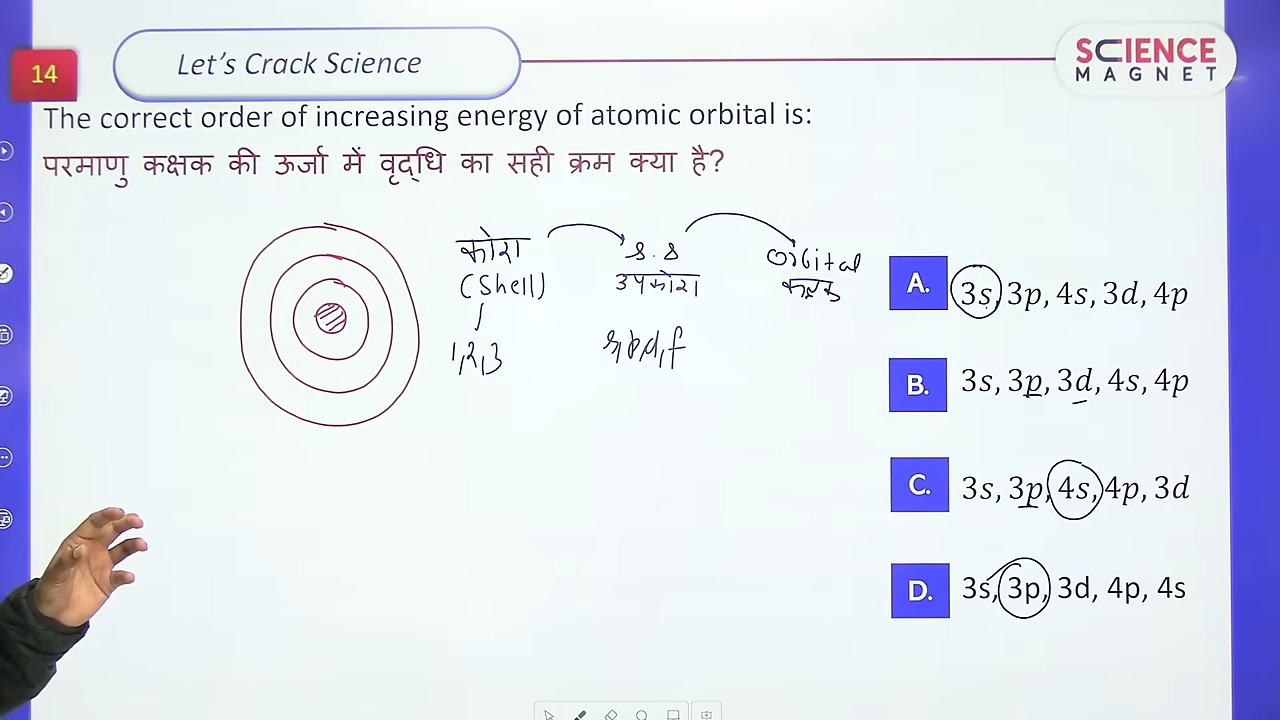 14
Let's Crack Science
SCIENCE
MAGNET
The correct order of increasing energy of atomic orbital is:
परमाणु कक्षक की ऊर्जा में वृद्धि का सही क्रम क्या है?
कोश
(Shell)
1,2,3
S.S
उपकोश
s,p,d,f
Orbital
कक्षक
A. 3s, 3p, 4s, 3d, 4p
B. 3s, 3p, 3d, 4s, 4p
C. 3s, 3p, 4s, 4p, 3d
D. 3s, 3p, 3d, 4p, 4s